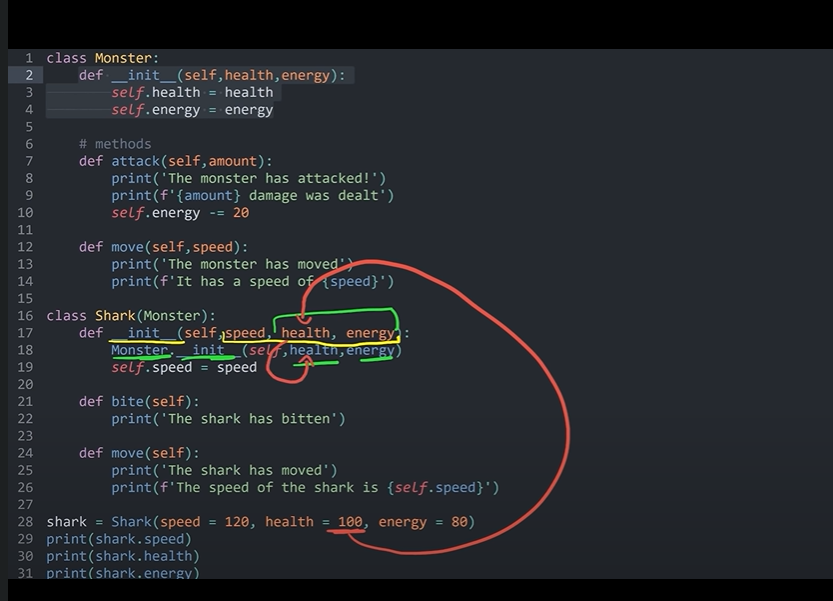 1 class Monster:
2 def __init__(self,health,energy):
3 self.health = health
4 self.energy = energy
5
6 # methods
7 def attack(self,amount):
8 print('The monster has attacked!')
9 print(f'{amount} damage was dealt')
10 self.energy -= 20
11
12 def move(self,speed):
13 print('The monster has moved')
14 print(f'It has a speed of {speed}')
15
16 class Shark(Monster):
17 def __init__(self,speed, health, energy):
18 Monster.__init__(self,health,energy)
19 self.speed = speed
20
21 def bite(self):
22 print('The shark has bitten')
23
24 def move(self):
25 print('The shark has moved')
26 print(f'The speed of the shark is {self.speed}')
27
28 shark = Shark(speed = 120, health = 100, energy = 80)
29 print(shark.speed)
30 print(shark.health)
31 print(shark.energy)